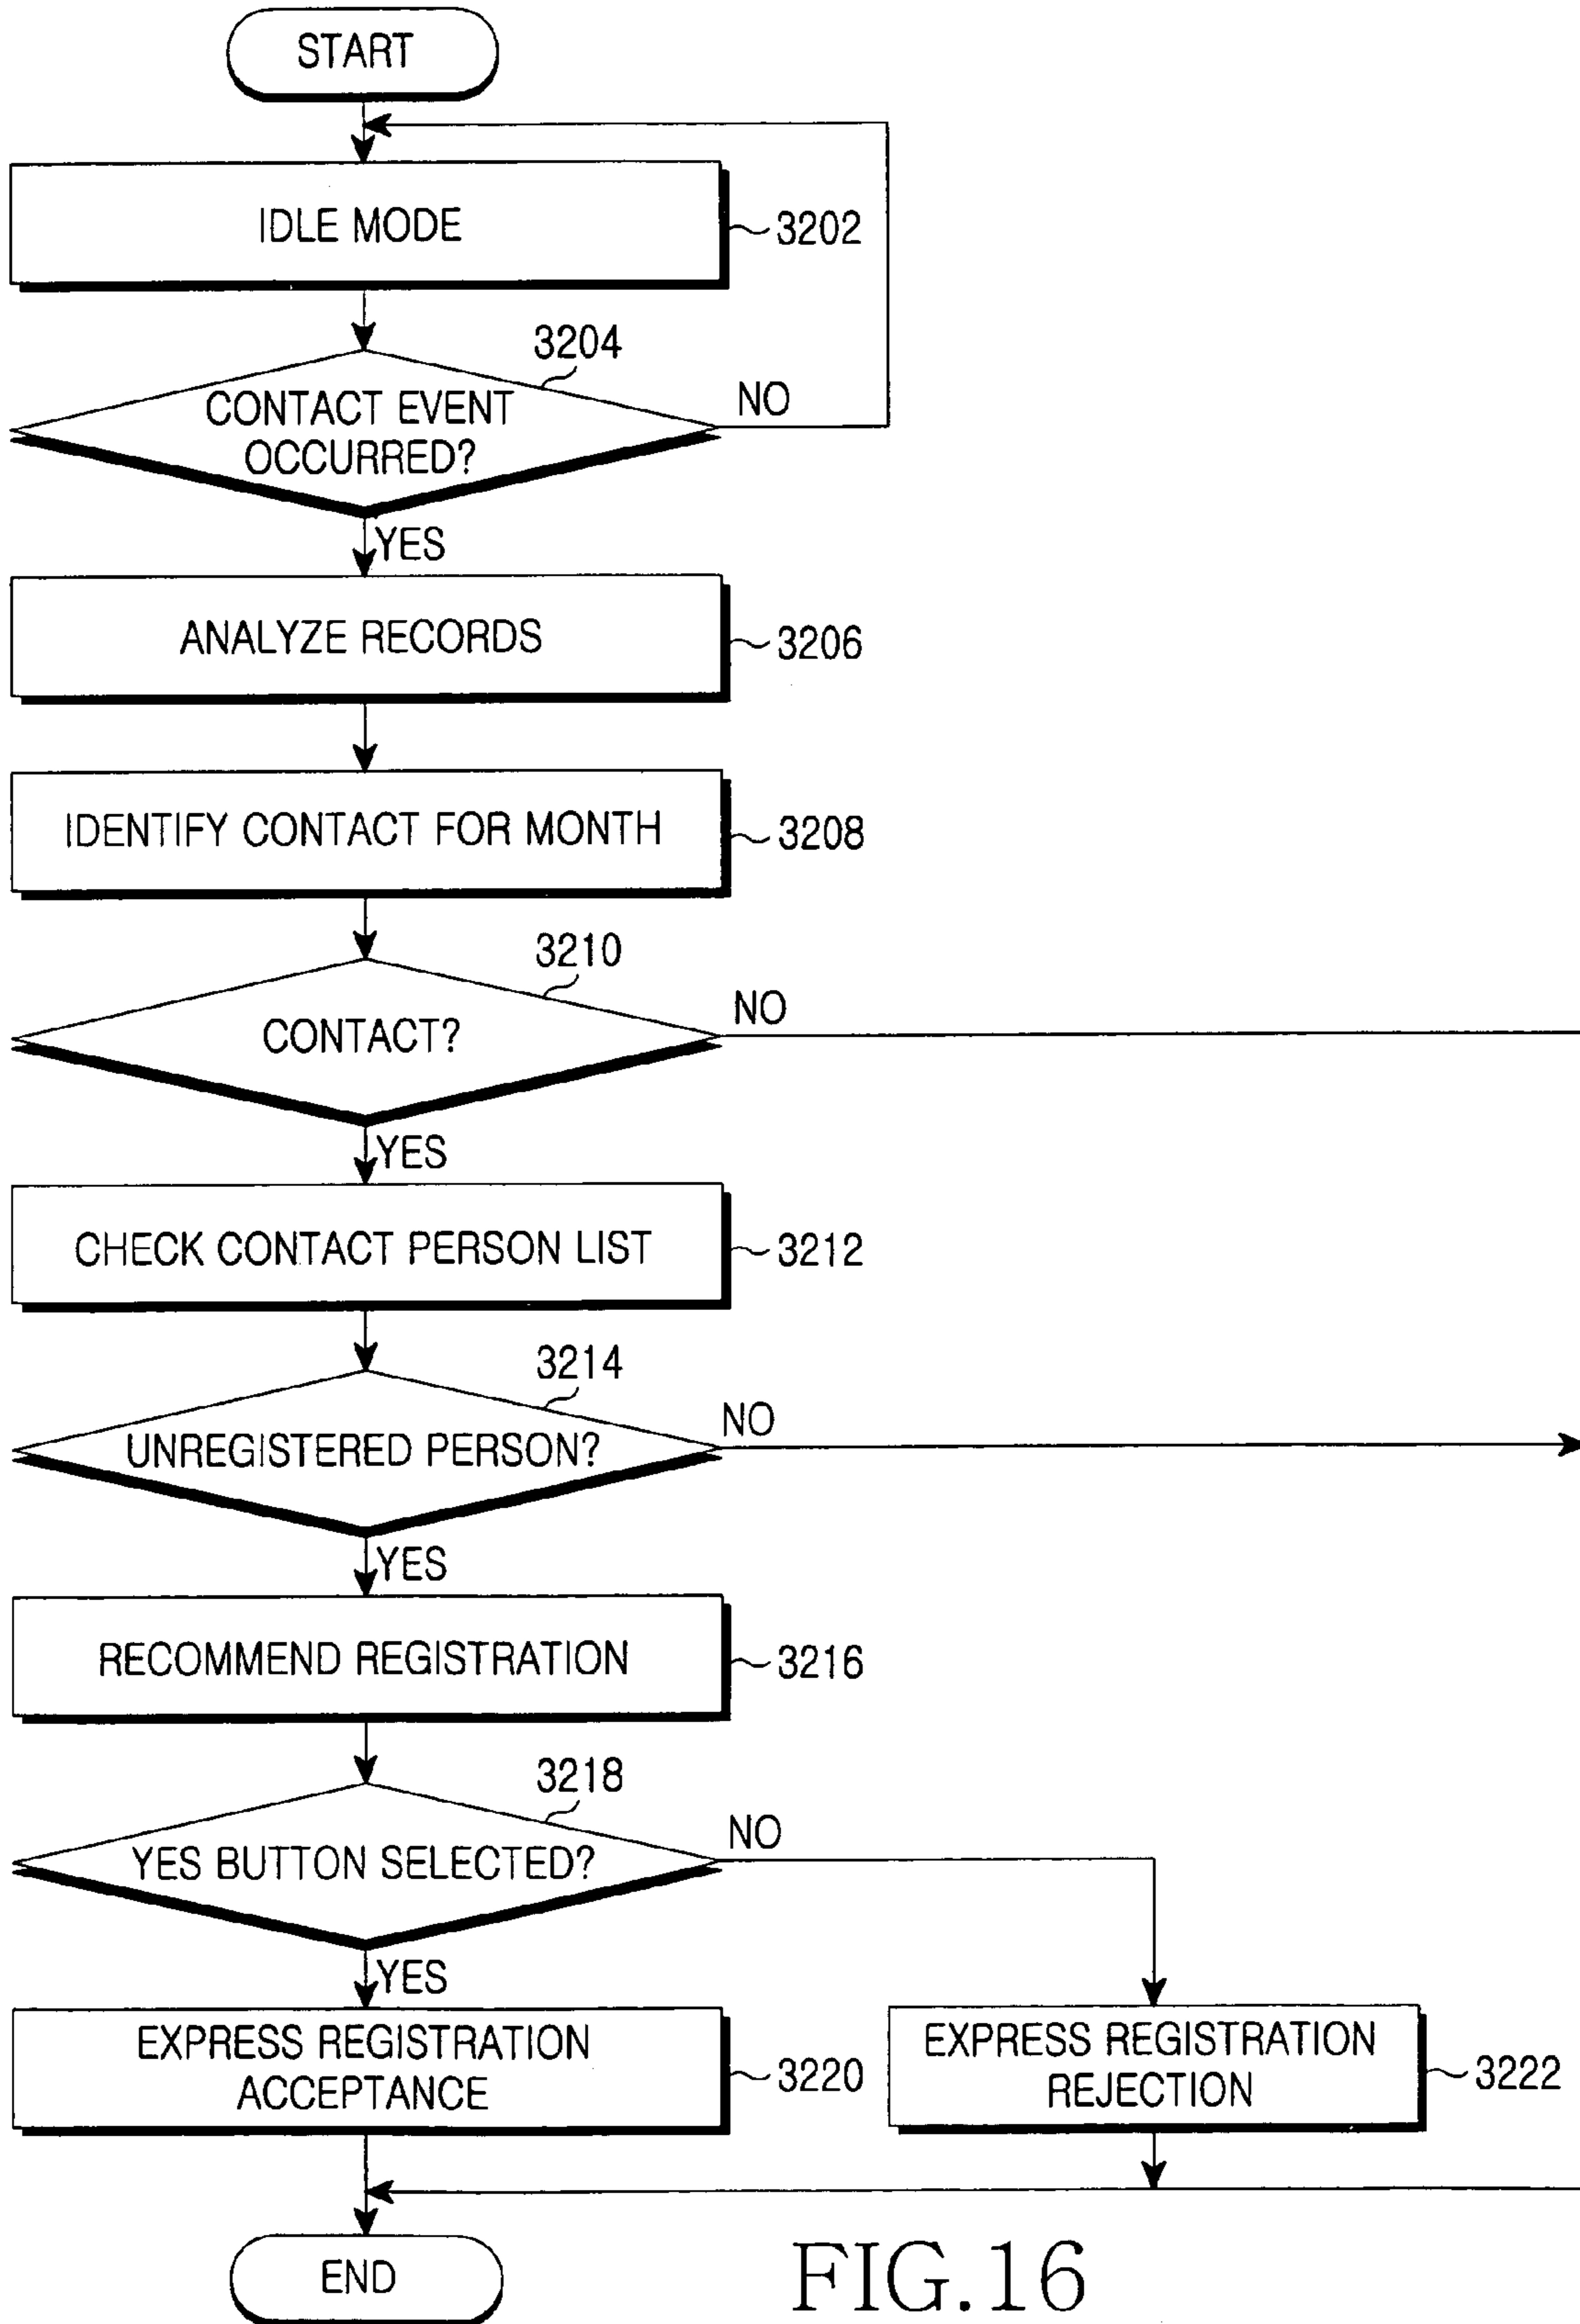 START
IDLE MODE
3202
3204
CONTACT EVENT
OCCURRED?
NO
YES
ANALYZE RECORDS
3206
IDENTIFY CONTACT FOR MONTH
3208
3210
CONTACT?
NO
YES
CHECK CONTACT PERSON LIST
3212
3214
UNREGISTERED PERSON?
NO
YES
RECOMMEND REGISTRATION
3216
3218
YES BUTTON SELECTED?
NO
YES
EXPRESS REGISTRATION
ACCEPTANCE
3220
EXPRESS REGISTRATION
REJECTION
3222
END
FIG.16